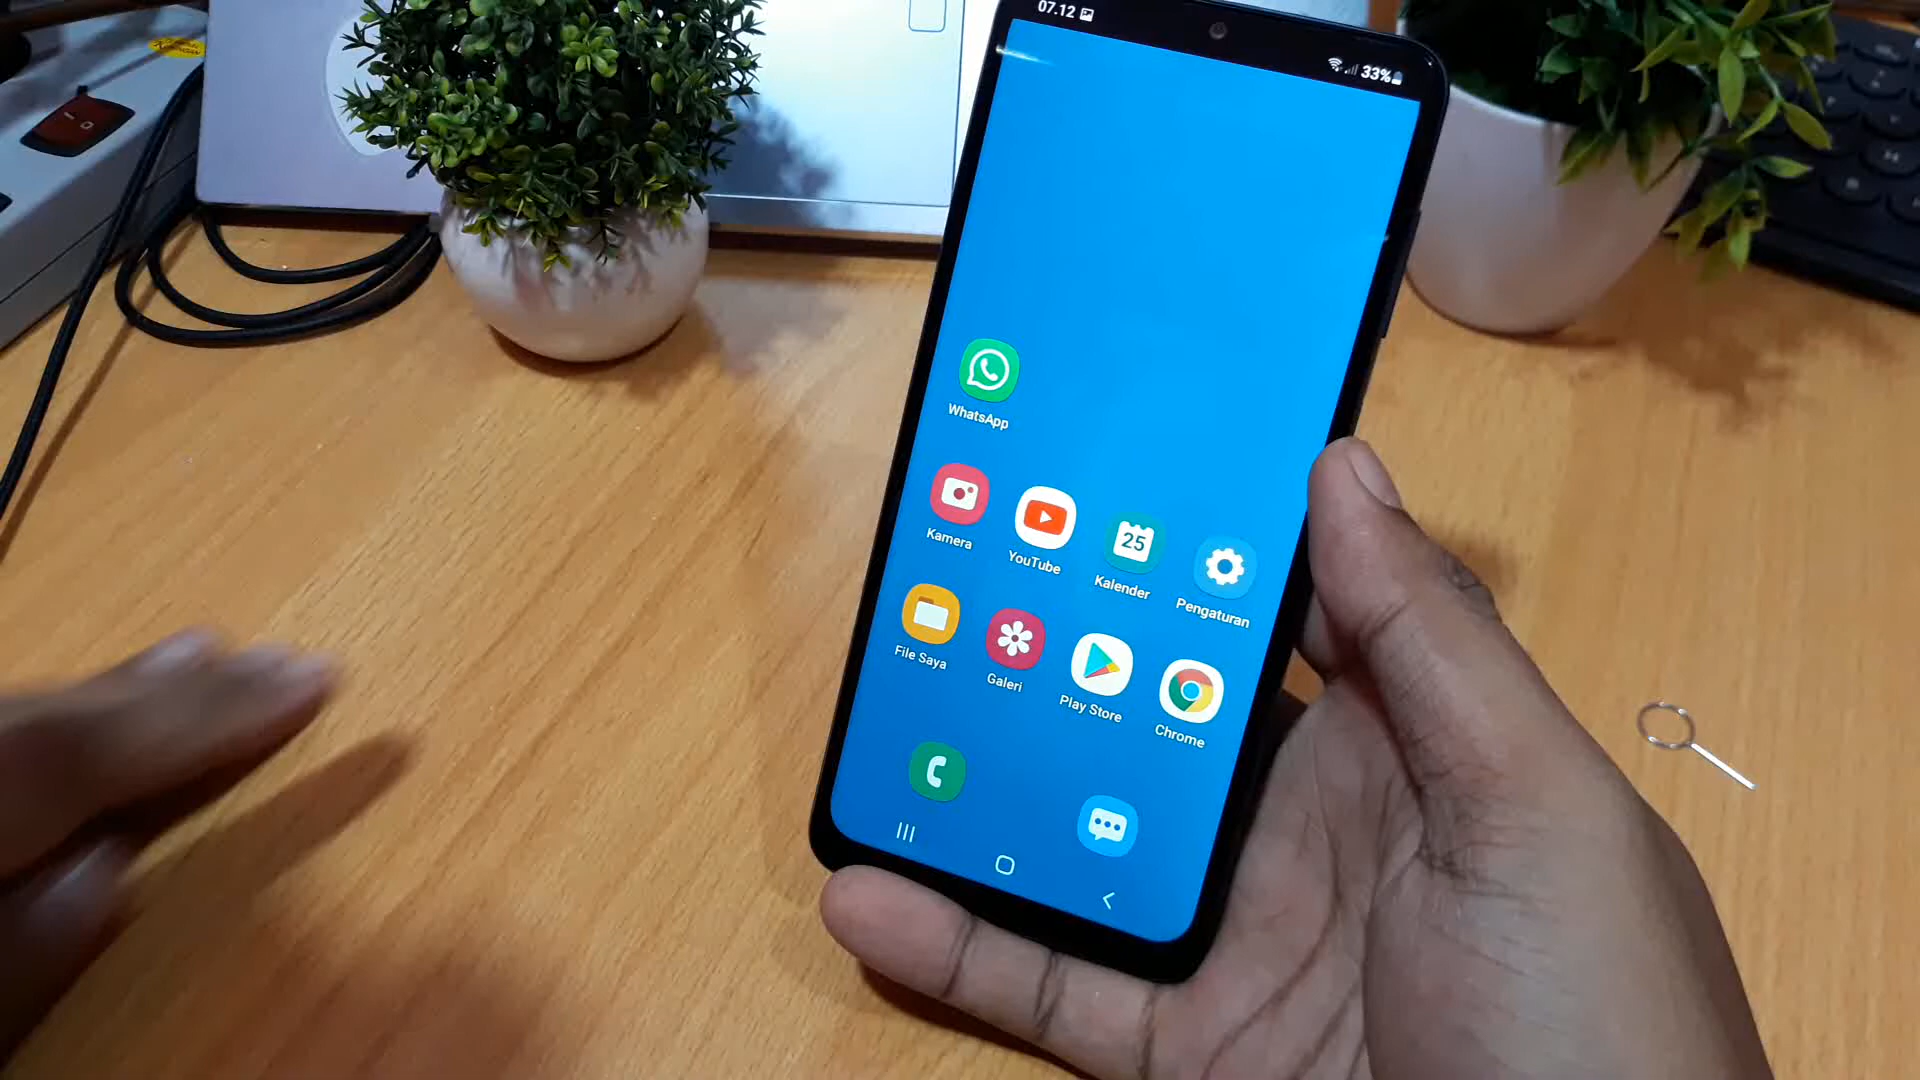 07.12
33%
WhatsApp
Kamera
YouTube
25
Kalender
Pengaturan
File Saya
Galeri
Play Store
Chrome